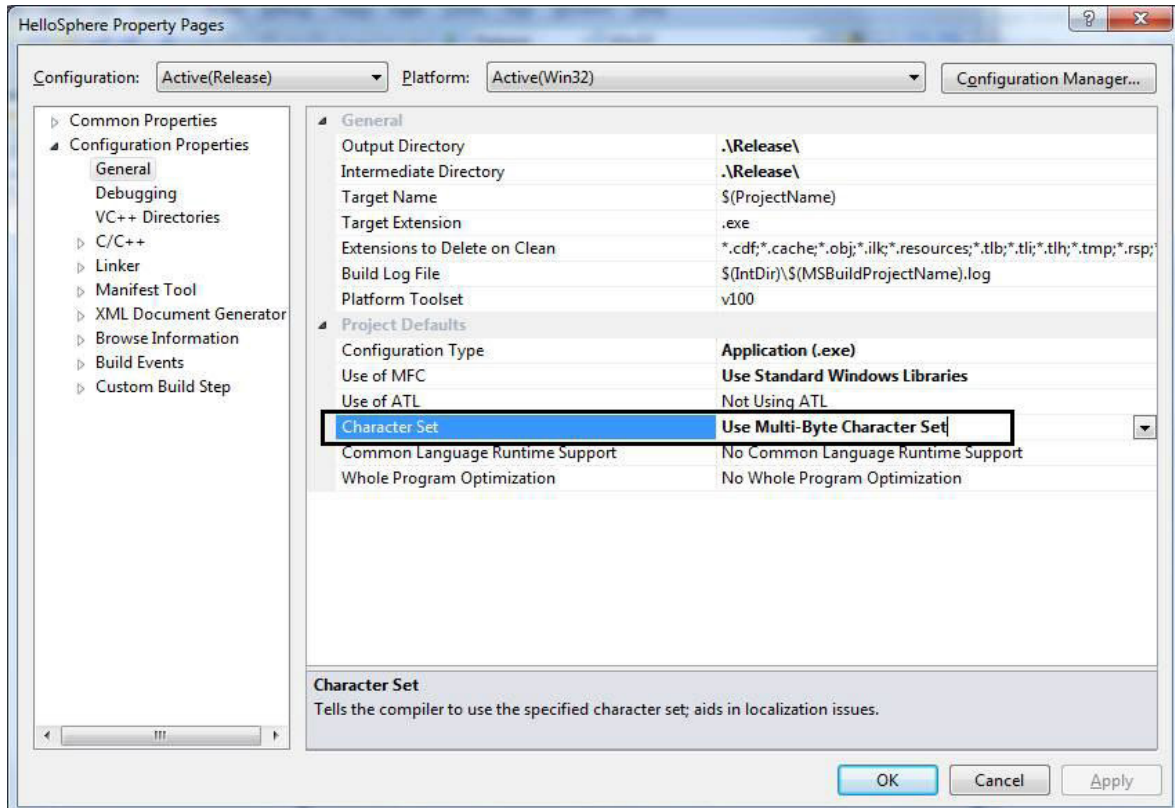 HelloSphere Property Pages
Configuration: Active(Release) Platform: Active(Win32) Configuration Manager...
Common Properties
Configuration Properties
General
Debugging
VC++ Directories
C/C++
Linker
Manifest Tool
XML Document Generator
Browse Information
Build Events
Custom Build Step
General
Output Directory .\Release\
Intermediate Directory .\Release\
Target Name $(ProjectName)
Target Extension .exe
Extensions to Delete on Clean *.cdf;*.cache;*.obj;*.ilk;*.resources;*.tlb;*.tli;*.tlh;*.tmp;*.rsp;
Build Log File $(IntDir)\$(MSBuildProjectName).log
Platform Toolset v100
Project Defaults
Configuration Type Application (.exe)
Use of MFC Use Standard Windows Libraries
Use of ATL Not Using ATL
Character Set Use Multi-Byte Character Set
Common Language Runtime Support No Common Language Runtime Support
Whole Program Optimization No Whole Program Optimization
Character Set
Tells the compiler to use the specified character set; aids in localization issues.
OK Cancel Apply